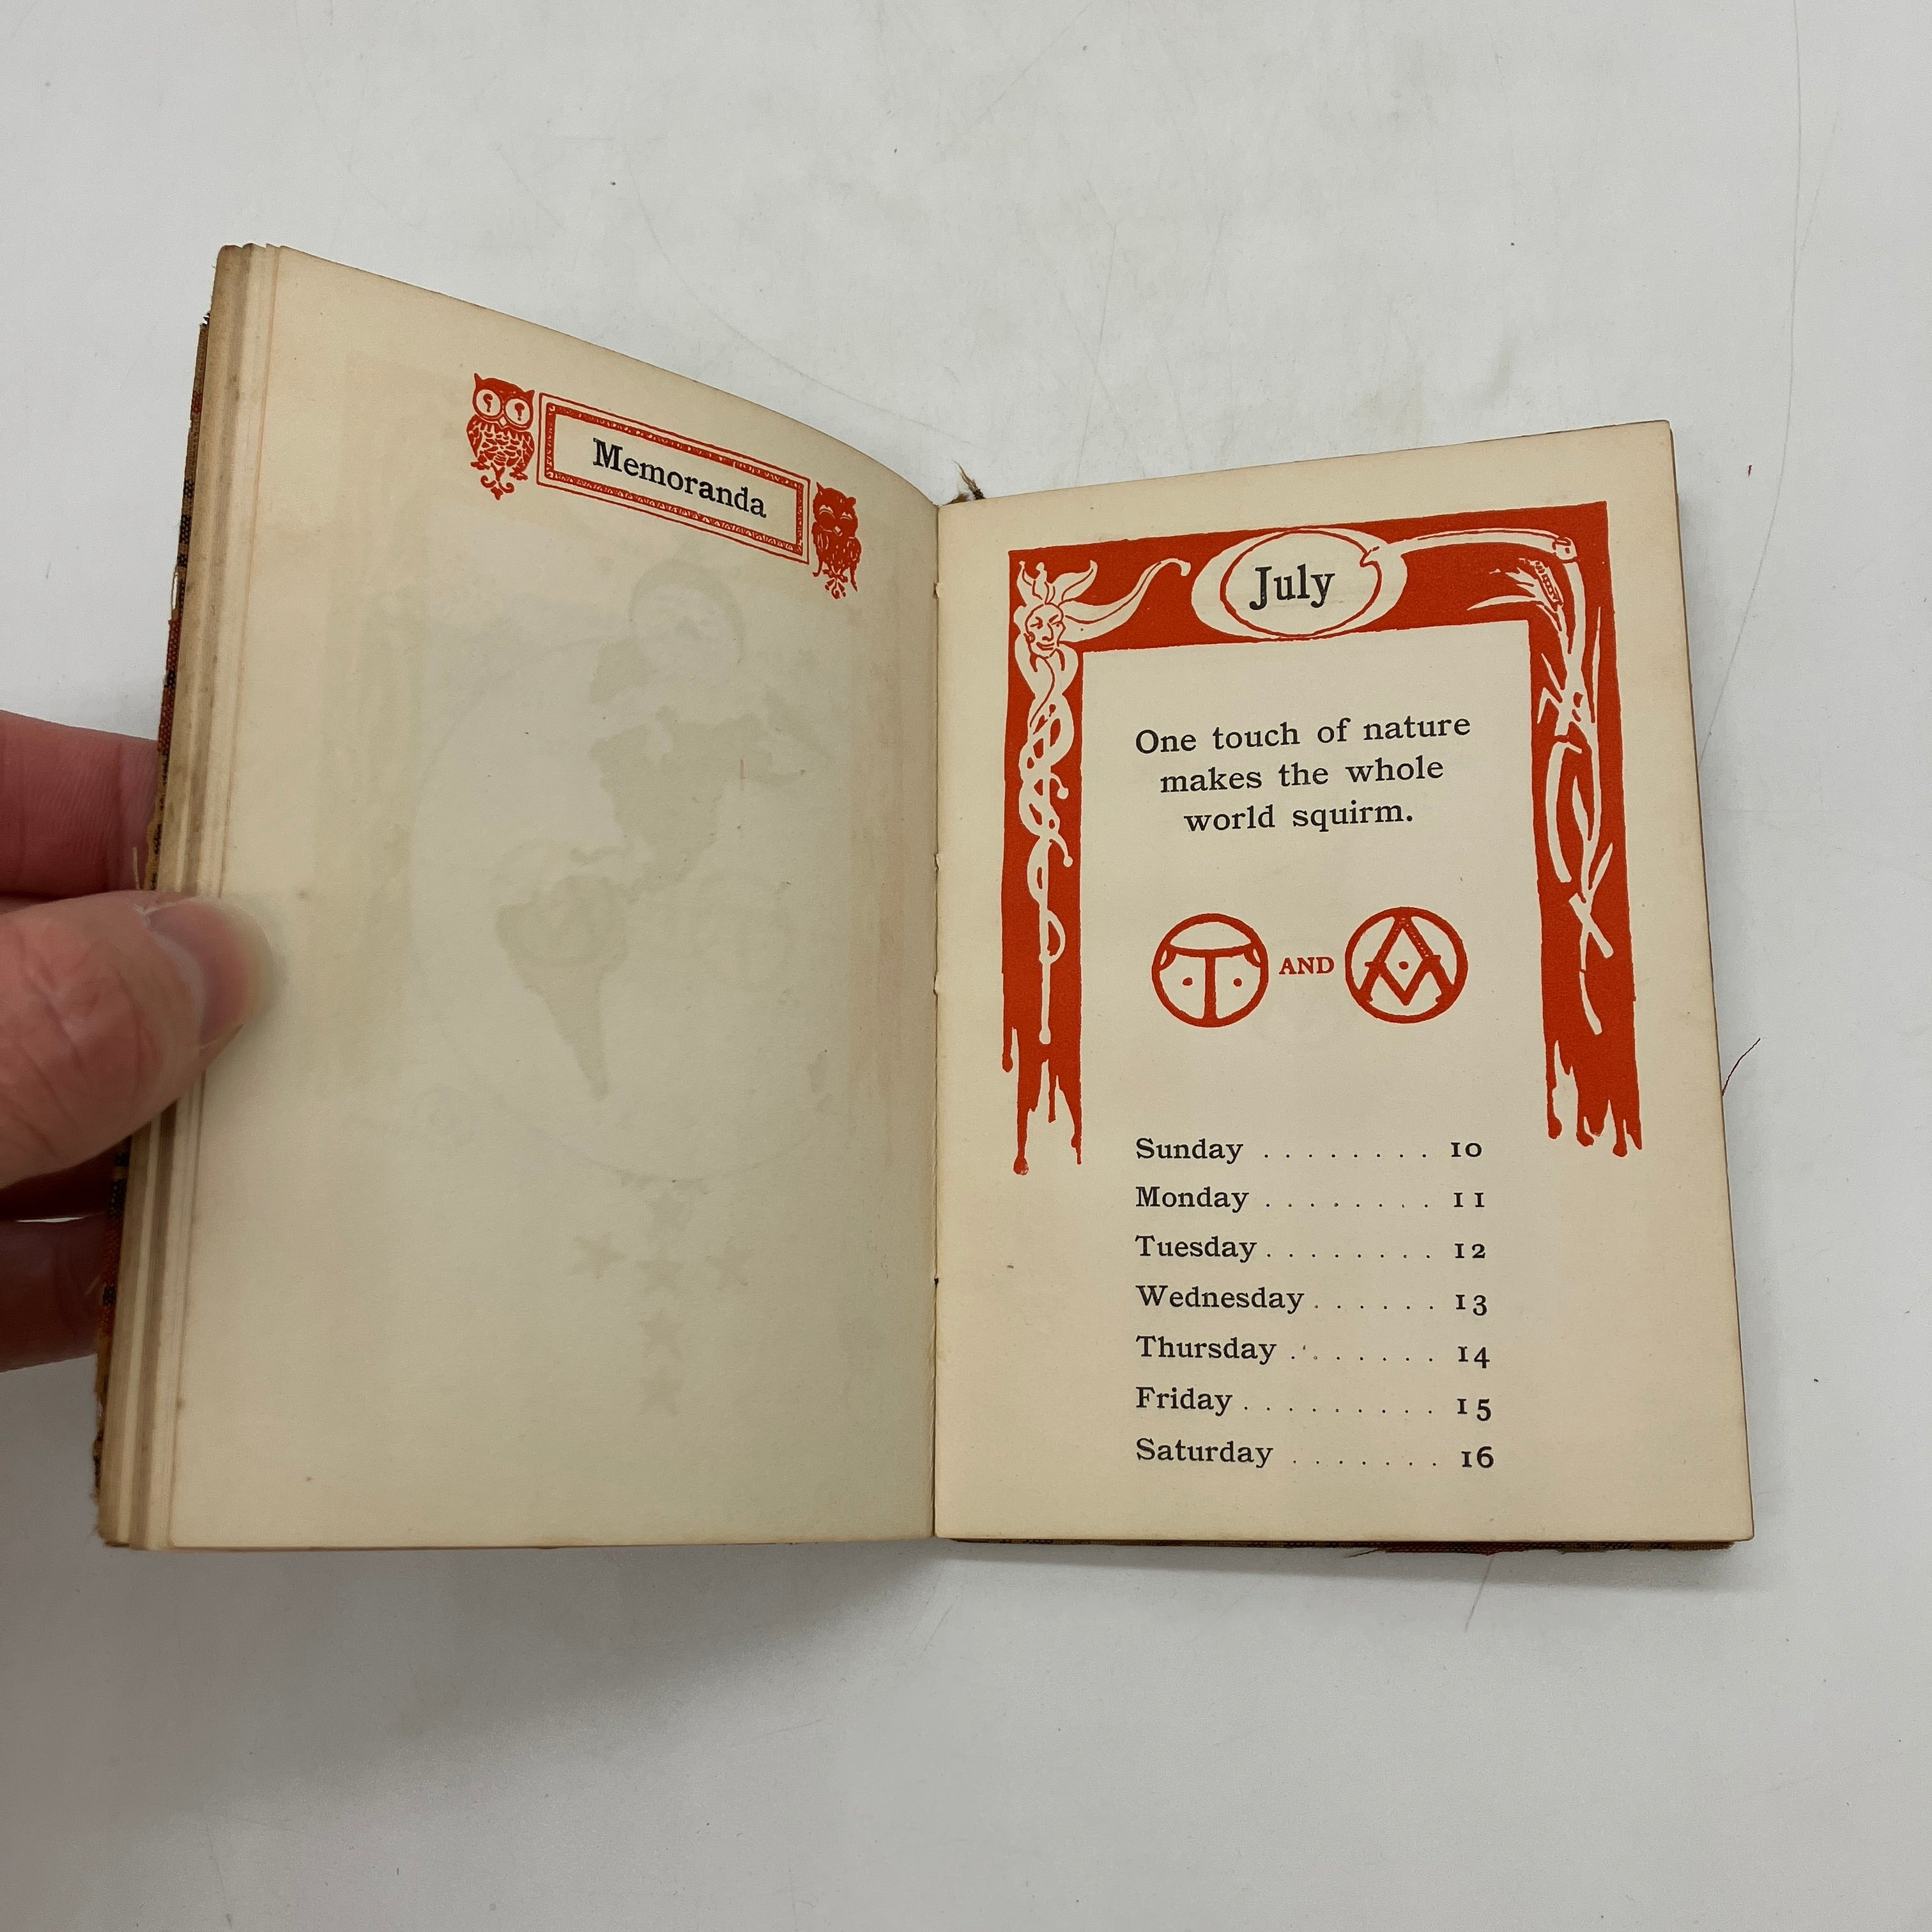 Memoranda
July
One touch of nature
makes the whole
world squirm.
T AND A
Sunday . . . . . . . . 10
Monday . . . . . . . . 11
Tuesday . . . . . . . . 12
Wednesday . . . . . . 13
Thursday . . . . . . . 14
Friday . . . . . . . . . 15
Saturday . . . . . . . 16